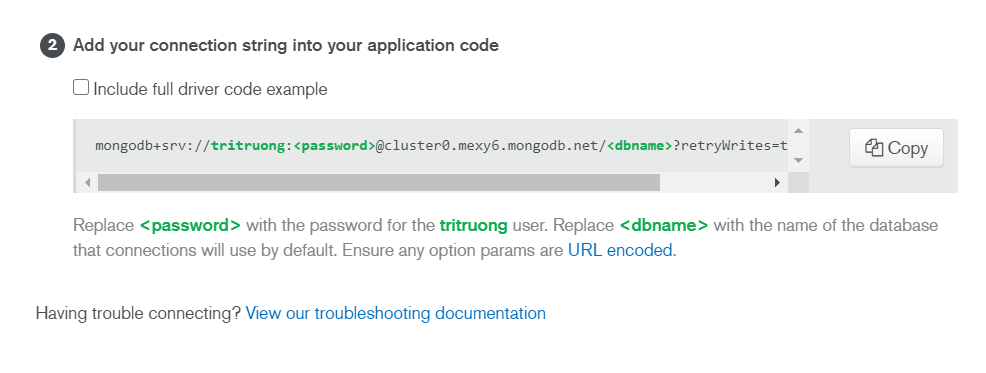 2 Add your connection string into your application code
Include full driver code example
mongodb+srv://tritruong:<password>@cluster0.mexy6.mongodb.net/<dbname>?retryWrites=t
Copy
Replace <password> with the password for the tritruong user. Replace <dbname> with the name of the database
that connections will use by default. Ensure any option params are URL encoded.
Having trouble connecting? View our troubleshooting documentation